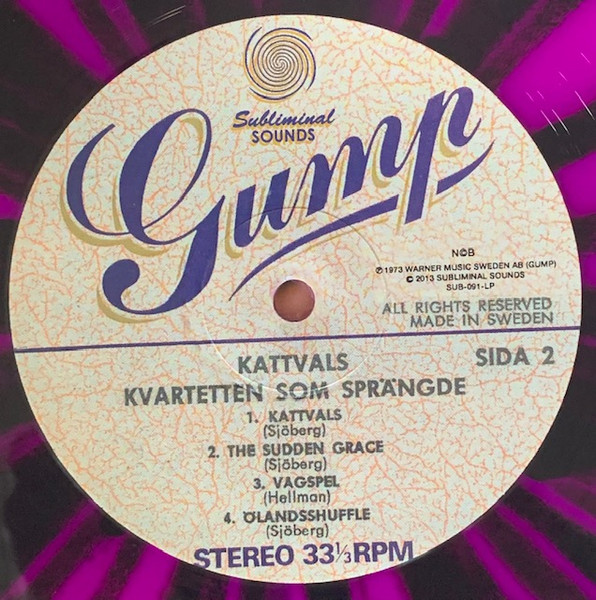 Subliminal
SOUNDS
Gump
N©B
℗ 1973 WARNER MUSIC SWEDEN AB (GUMP)
© 2013 SUBLIMINAL SOUNDS
SUB-091-LP
ALL RIGHTS RESERVED
MADE IN SWEDEN
KATTVALS
SIDA 2
KVARTETTEN SOM SPRÄNGDE
1. KATTVALS
(Sjöberg)
2. THE SUDDEN GRACE
(Sjöberg)
3. VAGSPEL
(Hellman)
4. ÖLANDSSHUFFLE
(Sjöberg)
STEREO 33⅓RPM